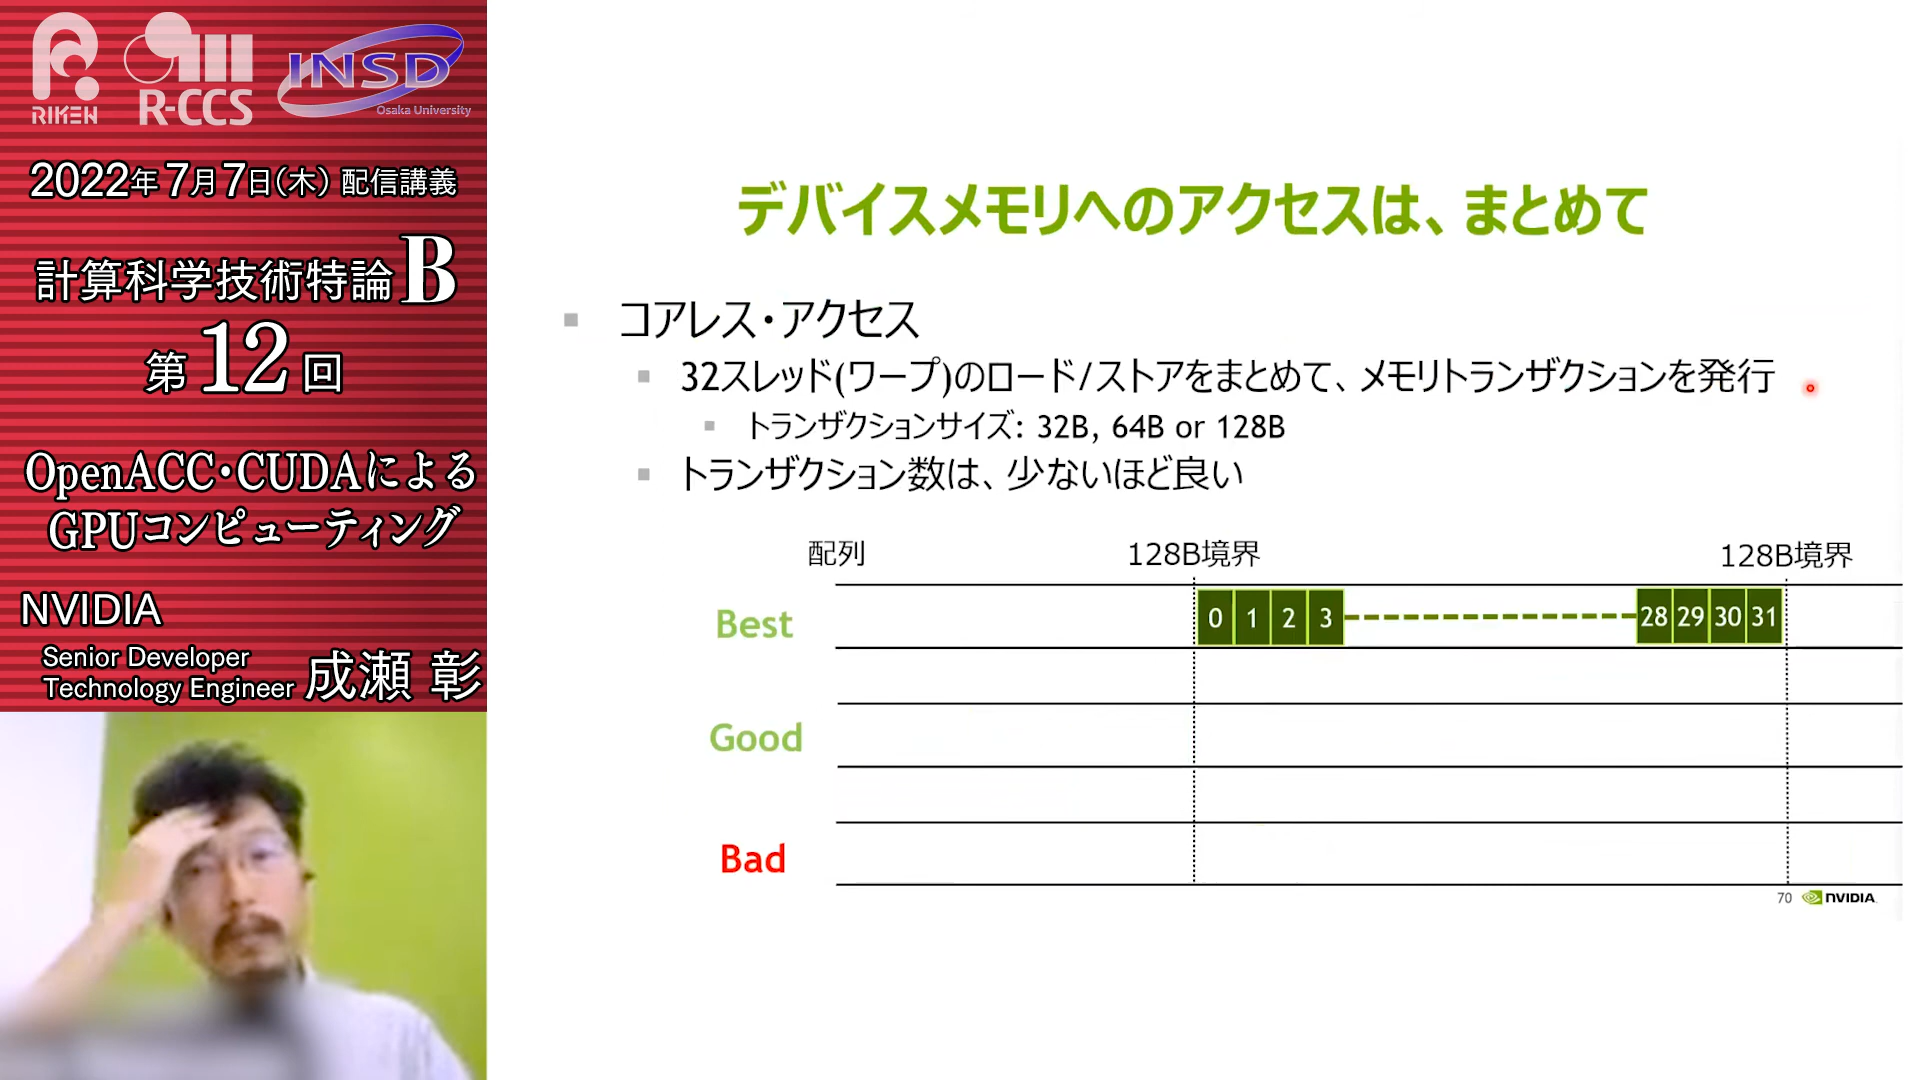 RIKEN
R-CCS
INSD
Osaka University
2022年7月7日(木) 配信講義
計算科学技術特論B
第12回
OpenACC・CUDAによる
GPUコンピューティング
NVIDIA
Senior Developer
Technology Engineer 成瀬 彰
デバイスメモリへのアクセスは、まとめて
コアレス・アクセス
32スレッド(ワープ)のロード/ストアをまとめて、メモリトランザクションを発行
トランザクションサイズ: 32B, 64B or 128B
トランザクション数は、少ないほど良い
配列 128B境界 128B境界
Best 0 1 2 3 28 29 30 31
Good
Bad
70 NVIDIA